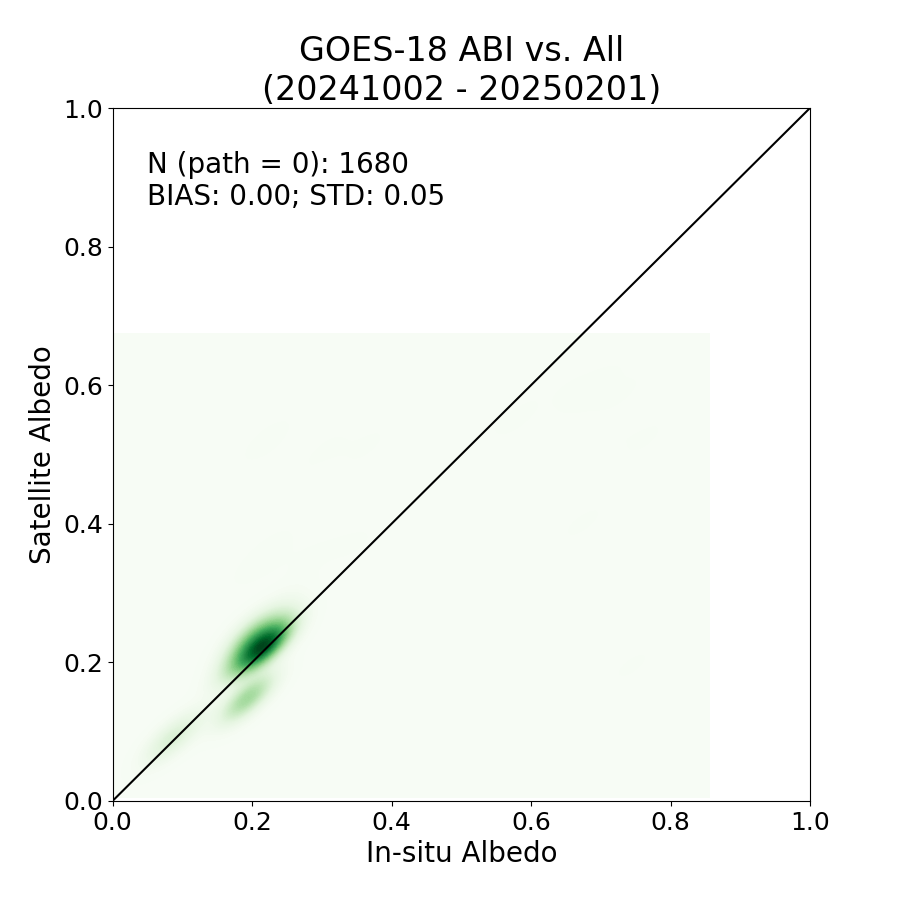 GOES-18 ABI vs. All
(20241002 - 20250201)
N (path = 0): 1680
BIAS: 0.00; STD: 0.05
1.0
0.8
0.6
0.4
0.2
0.0
Satellite Albedo
0.0 0.2 0.4 0.6 0.8 1.0
In-situ Albedo